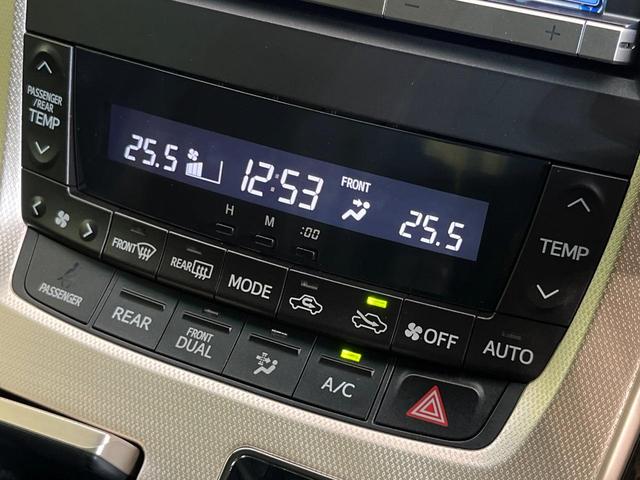 PASSENGER
/REAR
TEMP
25.5
12:53
FRONT
25.5
H
M
:00
TEMP
FRONT
REAR
MODE
OFF
AUTO
PASSENGER
REAR
FRONT
DUAL
A/C